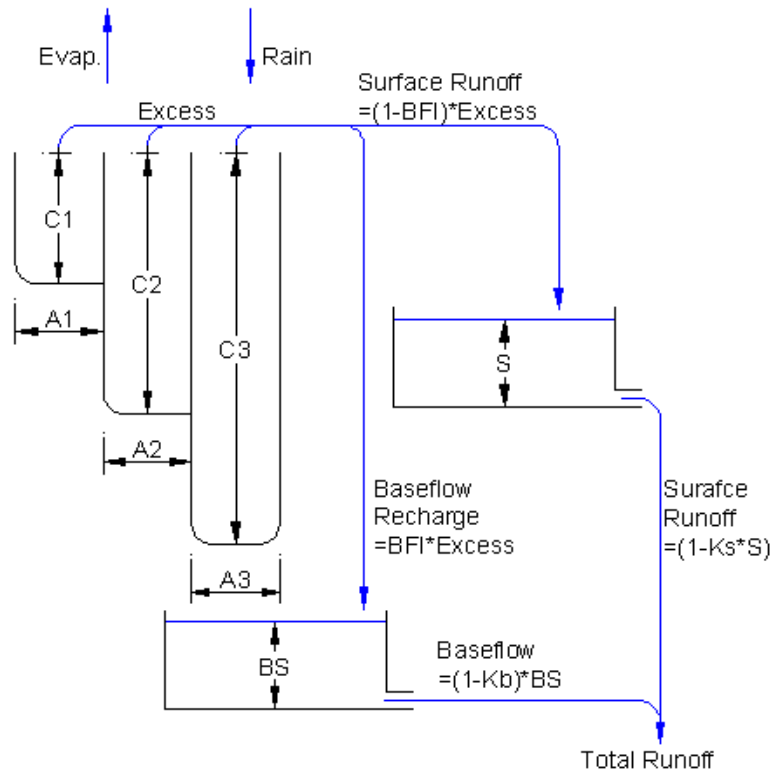 Evap.
Rain
Surface Runoff
=(1-BFI)*Excess
Excess
C1
C2
C3
A1
S
A2
Baseflow
Recharge
=BFI*Excess
Surafce
Runoff
=(1-Ks*S)
A3
BS
Baseflow
=(1-Kb)*BS
Total Runoff